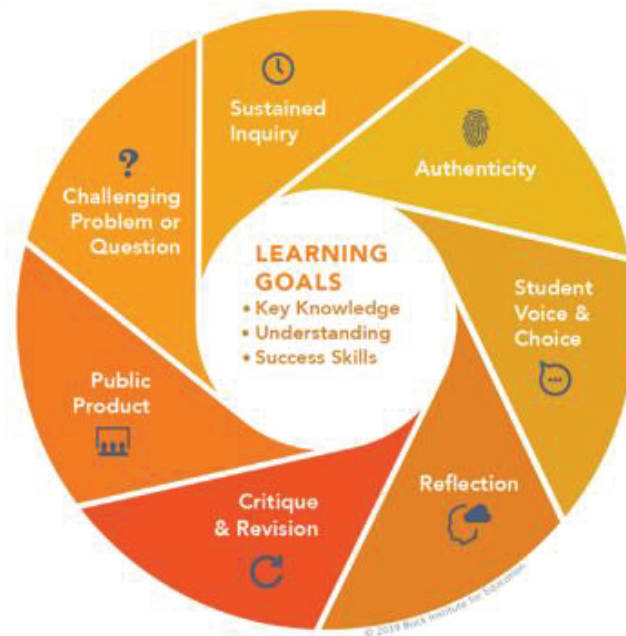 Sustained
Inquiry
Authenticity
Student
Voice &
Choice
Reflection
Critique
& Revision
Public
Product
?
Challenging
Problem or
Question
LEARNING
GOALS
• Key Knowledge
• Understanding
• Success Skills
© 2019 Buck Institute for Education